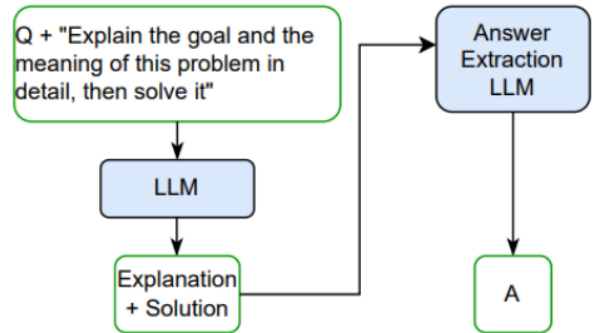 Q + "Explain the goal and the
meaning of this problem in
detail, then solve it"
LLM
Explanation
+ Solution
Answer
Extraction
LLM
A